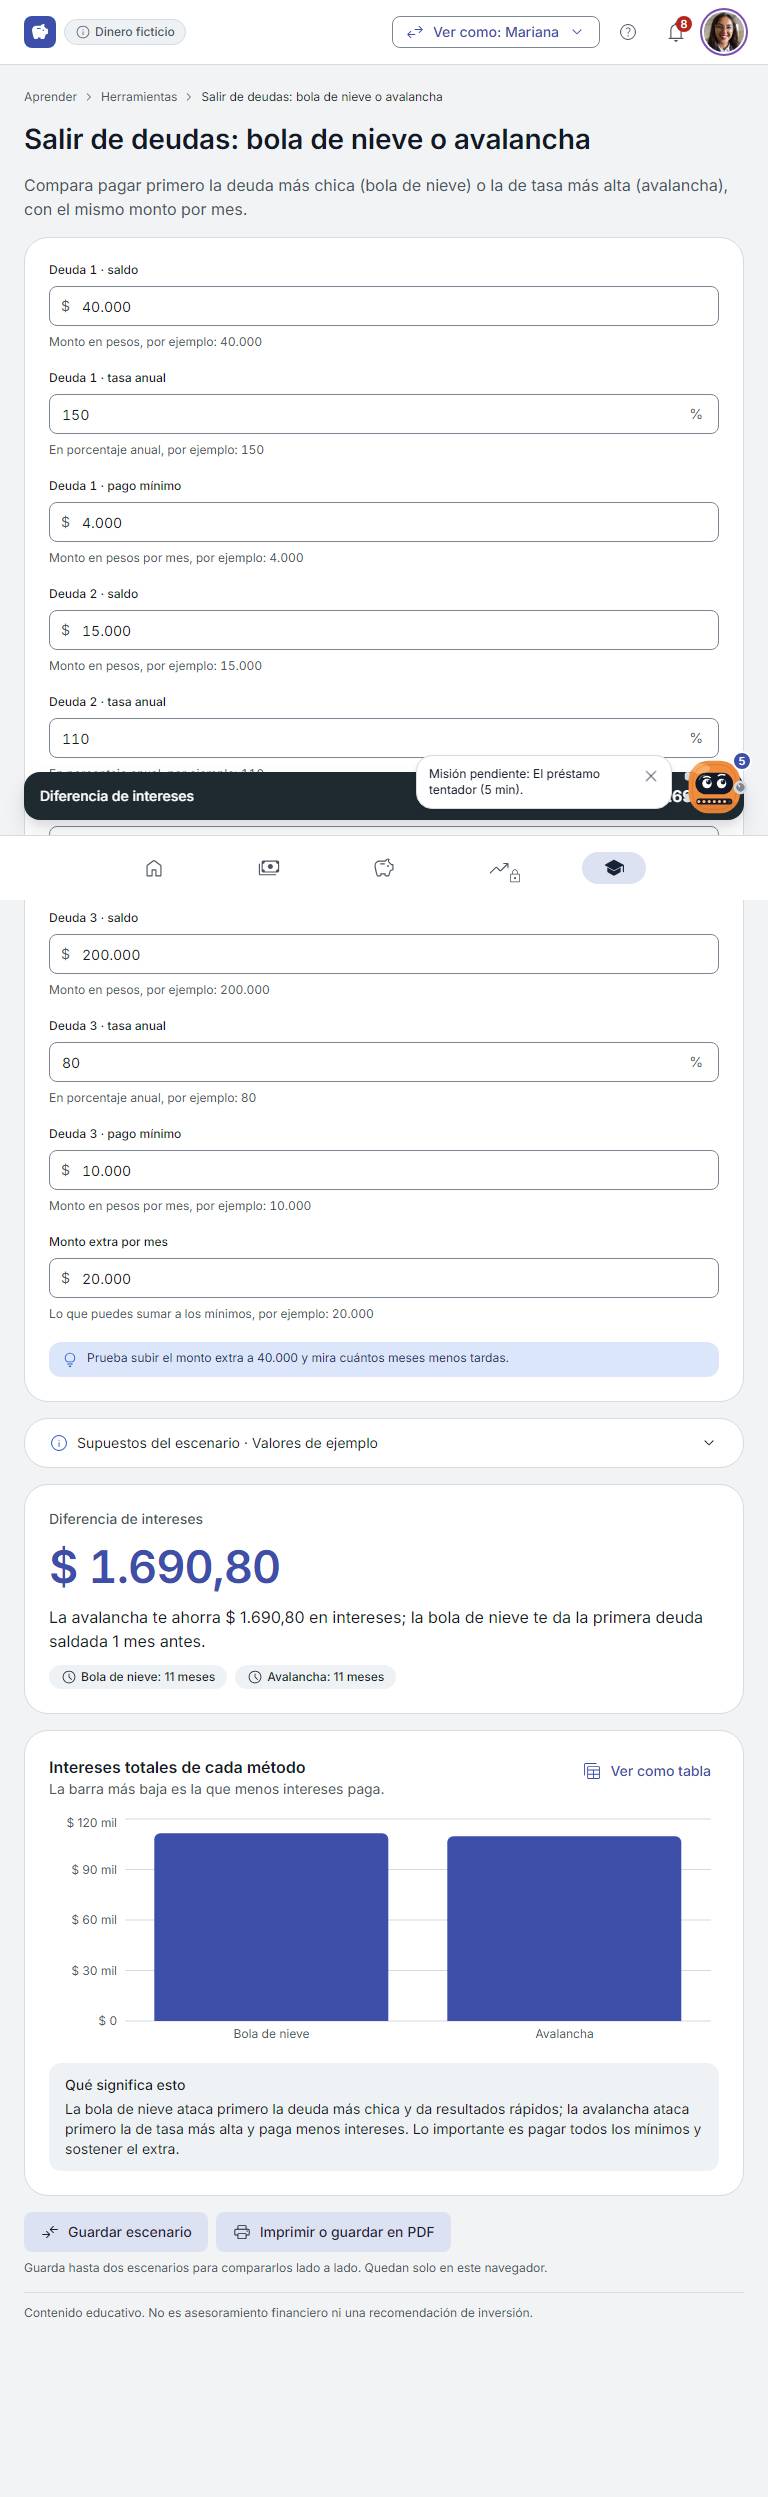 Dinero ficticio
Ver como: Mariana
8
Aprender > Herramientas > Salir de deudas: bola de nieve o avalancha
Salir de deudas: bola de nieve o avalancha
Compara pagar primero la deuda más chica (bola de nieve) o la de tasa más alta (avalancha),
con el mismo monto por mes.
Deuda 1 · saldo
$ 40.000
Monto en pesos, por ejemplo: 40.000
Deuda 1 · tasa anual
150 %
En porcentaje anual, por ejemplo: 150
Deuda 1 · pago mínimo
$ 4.000
Monto en pesos por mes, por ejemplo: 4.000
Deuda 2 · saldo
$ 15.000
Monto en pesos, por ejemplo: 15.000
Deuda 2 · tasa anual
110 %
Misión pendiente: El préstamo
tentador (5 min).
5
Diferencia de intereses
Deuda 3 · saldo
$ 200.000
Monto en pesos, por ejemplo: 200.000
Deuda 3 · tasa anual
80 %
En porcentaje anual, por ejemplo: 80
Deuda 3 · pago mínimo
$ 10.000
Monto en pesos por mes, por ejemplo: 10.000
Monto extra por mes
$ 20.000
Lo que puedes sumar a los mínimos, por ejemplo: 20.000
Prueba subir el monto extra a 40.000 y mira cuántos meses menos tardas.
Supuestos del escenario · Valores de ejemplo
Diferencia de intereses
$ 1.690,80
La avalancha te ahorra $ 1.690,80 en intereses; la bola de nieve te da la primera deuda
saldada 1 mes antes.
Bola de nieve: 11 meses
Avalancha: 11 meses
Intereses totales de cada método
Ver como tabla
La barra más baja es la que menos intereses paga.
$ 120 mil
$ 90 mil
$ 60 mil
$ 30 mil
$ 0
Bola de nieve
Avalancha
Qué significa esto
La bola de nieve ataca primero la deuda más chica y da resultados rápidos; la avalancha ataca
primero la de tasa más alta y paga menos intereses. Lo importante es pagar todos los mínimos y
sostener el extra.
Guardar escenario
Imprimir o guardar en PDF
Guarda hasta dos escenarios para compararlos lado a lado. Quedan solo en este navegador.
Contenido educativo. No es asesoramiento financiero ni una recomendación de inversión.